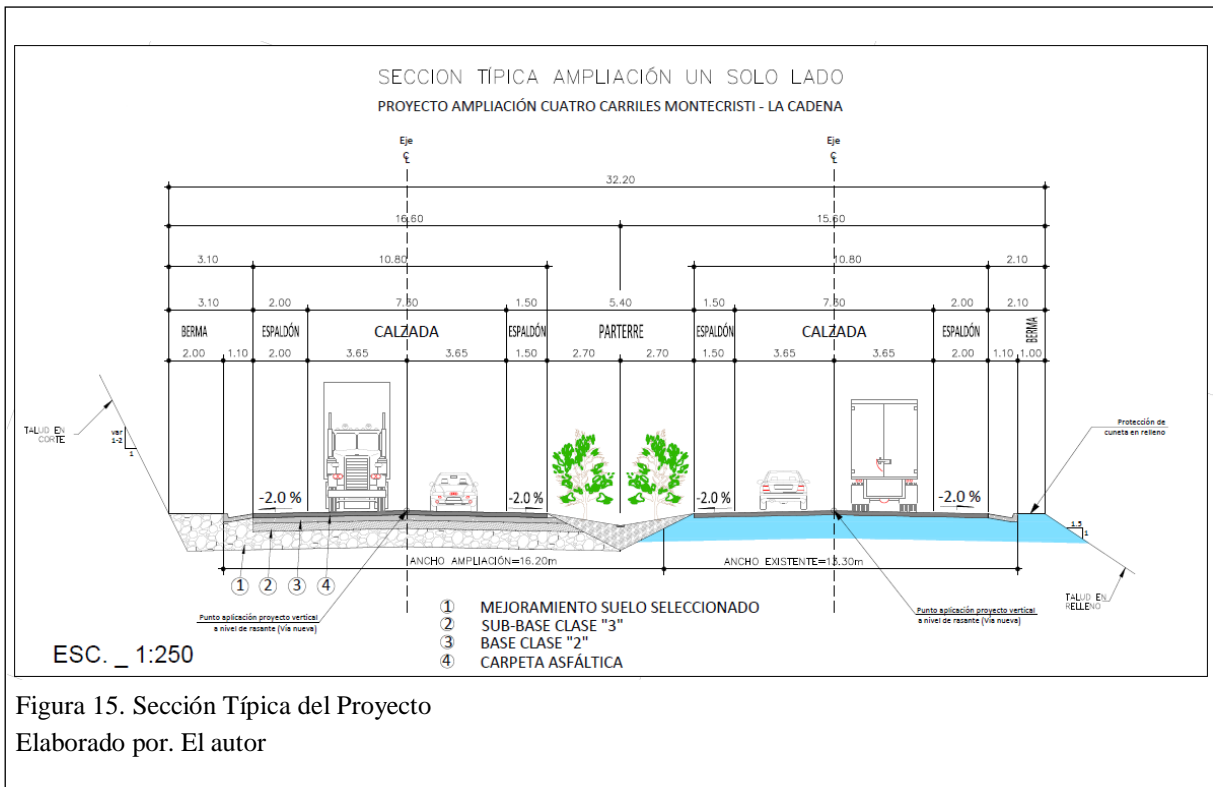 SECCION TÍPICA AMPLIACIÓN UN SOLO LADO
PROYECTO AMPLIACIÓN CUATRO CARRILES MONTECRISTI - LA CADENA
Eje Eje
℄ ℄
32.20
16.60 15.60
3.10 10.80 10.80 2.10
3.10 2.00 7.30 1.50 5.40 1.50 7.30 2.00 2.10
BERMA ESPALDÓN CALZADA ESPALDÓN PARTERRE ESPALDÓN CALZADA ESPALDÓN BERMA
2.00 1.10 2.00 3.65 3.65 1.50 2.70 2.70 1.50 3.65 3.65 2.00 1.10 1.00
TALUD EN
CORTE
var
1-2
1
Protección de
cuneta en relleno
-2.0 % -2.0 % -2.0 % -2.0 %
1.5
1
ANCHO AMPLIACIÓN=16.20m ANCHO EXISTENTE=13.30m
1 2 3 4
TALUD EN
RELLENO
Punto aplicación proyecto vertical
a nivel de rasante (Vía nueva)
Punto aplicación proyecto vertical
a nivel de rasante (Vía nueva)
1 MEJORAMIENTO SUELO SELECCIONADO
2 SUB-BASE CLASE "3"
3 BASE CLASE "2"
4 CARPETA ASFÁLTICA
ESC. _ 1:250
Figura 15. Sección Típica del Proyecto
Elaborado por. El autor